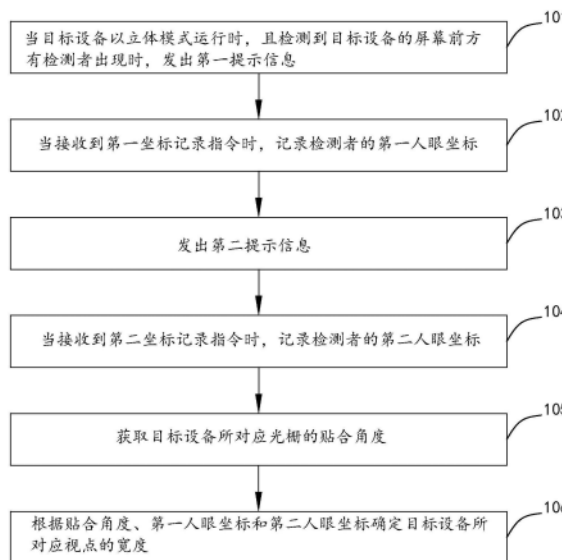 当目标设备以立体模式运行时，且检测到目标设备的屏幕前方
有检测者出现时，发出第一提示信息
101
当接收到第一坐标记录指令时，记录检测者的第一人眼坐标
102
发出第二提示信息
103
当接收到第二坐标记录指令时，记录检测者的第二人眼坐标
104
获取目标设备所对应光栅的贴合角度
105
根据贴合角度、第一人眼坐标和第二人眼坐标确定目标设备所
对应视点的宽度